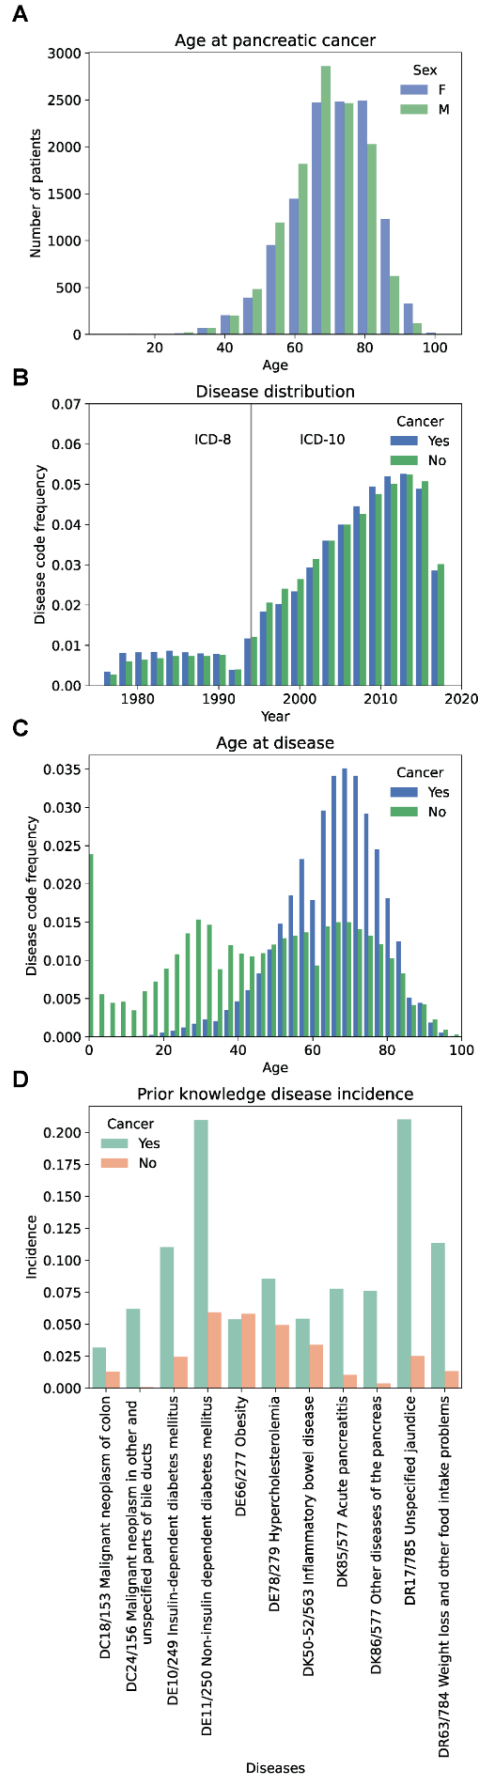 A
Age at pancreatic cancer
3000
2500
2000
1500
1000
500
0
Number of patients
Sex
F
M
20
40
60
80
100
Age
B
Disease distribution
0.07
0.06
0.05
0.04
0.03
0.02
0.01
0.00
Disease code frequency
ICD-8
ICD-10
Cancer
Yes
No
1980
1990
2000
2010
2020
Year
C
Age at disease
0.035
0.030
0.025
0.020
0.015
0.010
0.005
0.000
Disease code frequency
Cancer
Yes
No
0
20
40
60
80
100
Age
D
Prior knowledge disease incidence
0.200
0.175
0.150
0.125
0.100
0.075
0.050
0.025
0.000
Incidence
Cancer
Yes
No
DC18/153 Malignant neoplasm of colon
DC24/156 Malignant neoplasm in other and
unspecified parts of bile ducts
DE10/249 Insulin-dependent diabetes mellitus
DE11/250 Non-insulin dependent diabetes mellitus
DE66/277 Obesity
DE78/279 Hypercholesterolemia
DK50-52/563 Inflammatory bowel disease
DK85/577 Acute pancreatitis
DK86/577 Other diseases of the pancreas
DR17/785 Unspecified jaundice
DR63/784 Weight loss and other food intake problems
Diseases